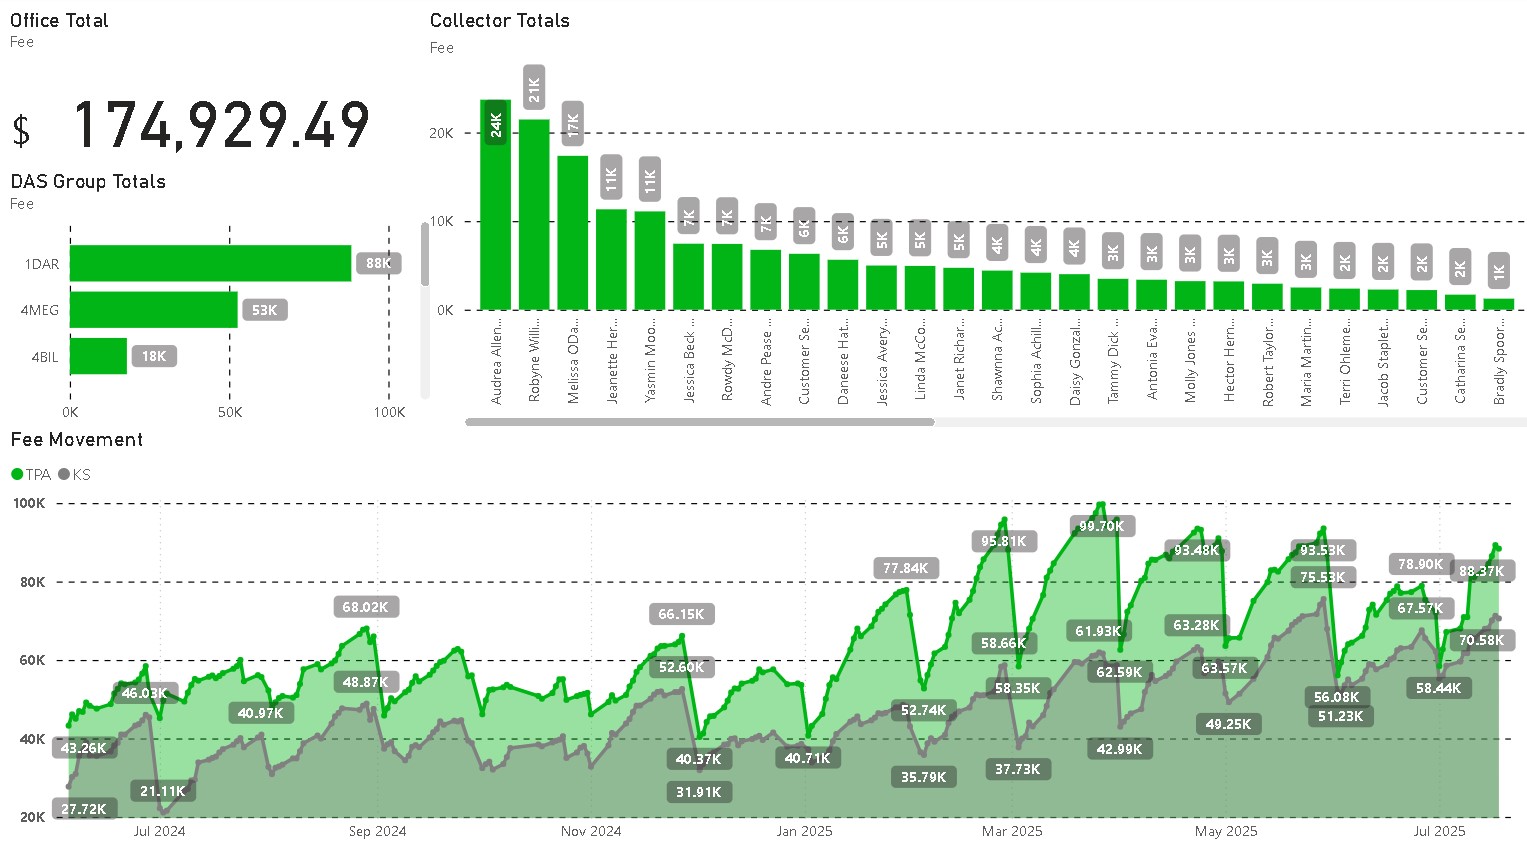 Office Total
Fee
$ 174,929.49
DAS Group Totals
Fee
1DAR
88K
4MEG
53K
4BIL
18K
0K 50K 100K
Collector Totals
Fee
20K
10K
0K
24K 21K 17K 11K 11K 7K 7K 7K 6K 6K 5K 5K 5K 4K 4K 4K 3K 3K 3K 3K 3K 3K 2K 2K 2K 2K 1K
Audrea Allen...
Robyne Willi...
Melissa ODa...
Jeanette Her...
Yasmin Moo...
Jessica Beck ...
Rowdy McD...
Andre Pease ...
Customer Se...
Daneese Hat...
Jessica Avery...
Linda McCo...
Janet Richar...
Shawnna Ac...
Sophia Achill...
Daisy Gonzal...
Tammy Dick ...
Antonia Eva...
Molly Jones ...
Hector Hern...
Robert Taylor...
Maria Martin...
Terri Ohleme...
Jacob Staplet...
Customer Se...
Catharina Se...
Bradly Spoor...
Fee Movement
TPA KS
100K
80K
60K
40K
20K
43.26K
27.72K
46.03K
21.11K
40.97K
68.02K
48.87K
66.15K
52.60K
40.37K
31.91K
40.71K
77.84K
52.74K
35.79K
95.81K
58.66K
58.35K
37.73K
99.70K
61.93K
62.59K
42.99K
93.48K
63.28K
63.57K
49.25K
93.53K
75.53K
56.08K
51.23K
78.90K
67.57K
58.44K
88.37K
70.58K
Jul 2024 Sep 2024 Nov 2024 Jan 2025 Mar 2025 May 2025 Jul 2025